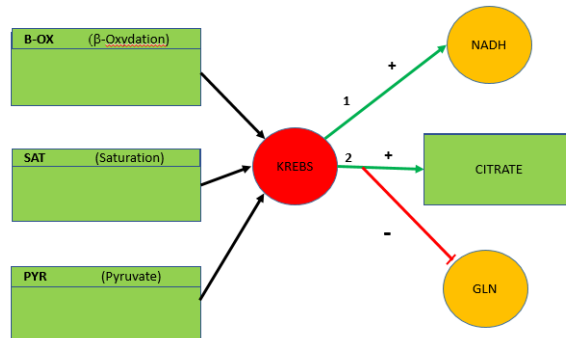 B-OX (β-Oxydation)
NADH
+
1
SAT (Saturation)
KREBS
2
+
CITRATE
-
PYR (Pyruvate)
GLN